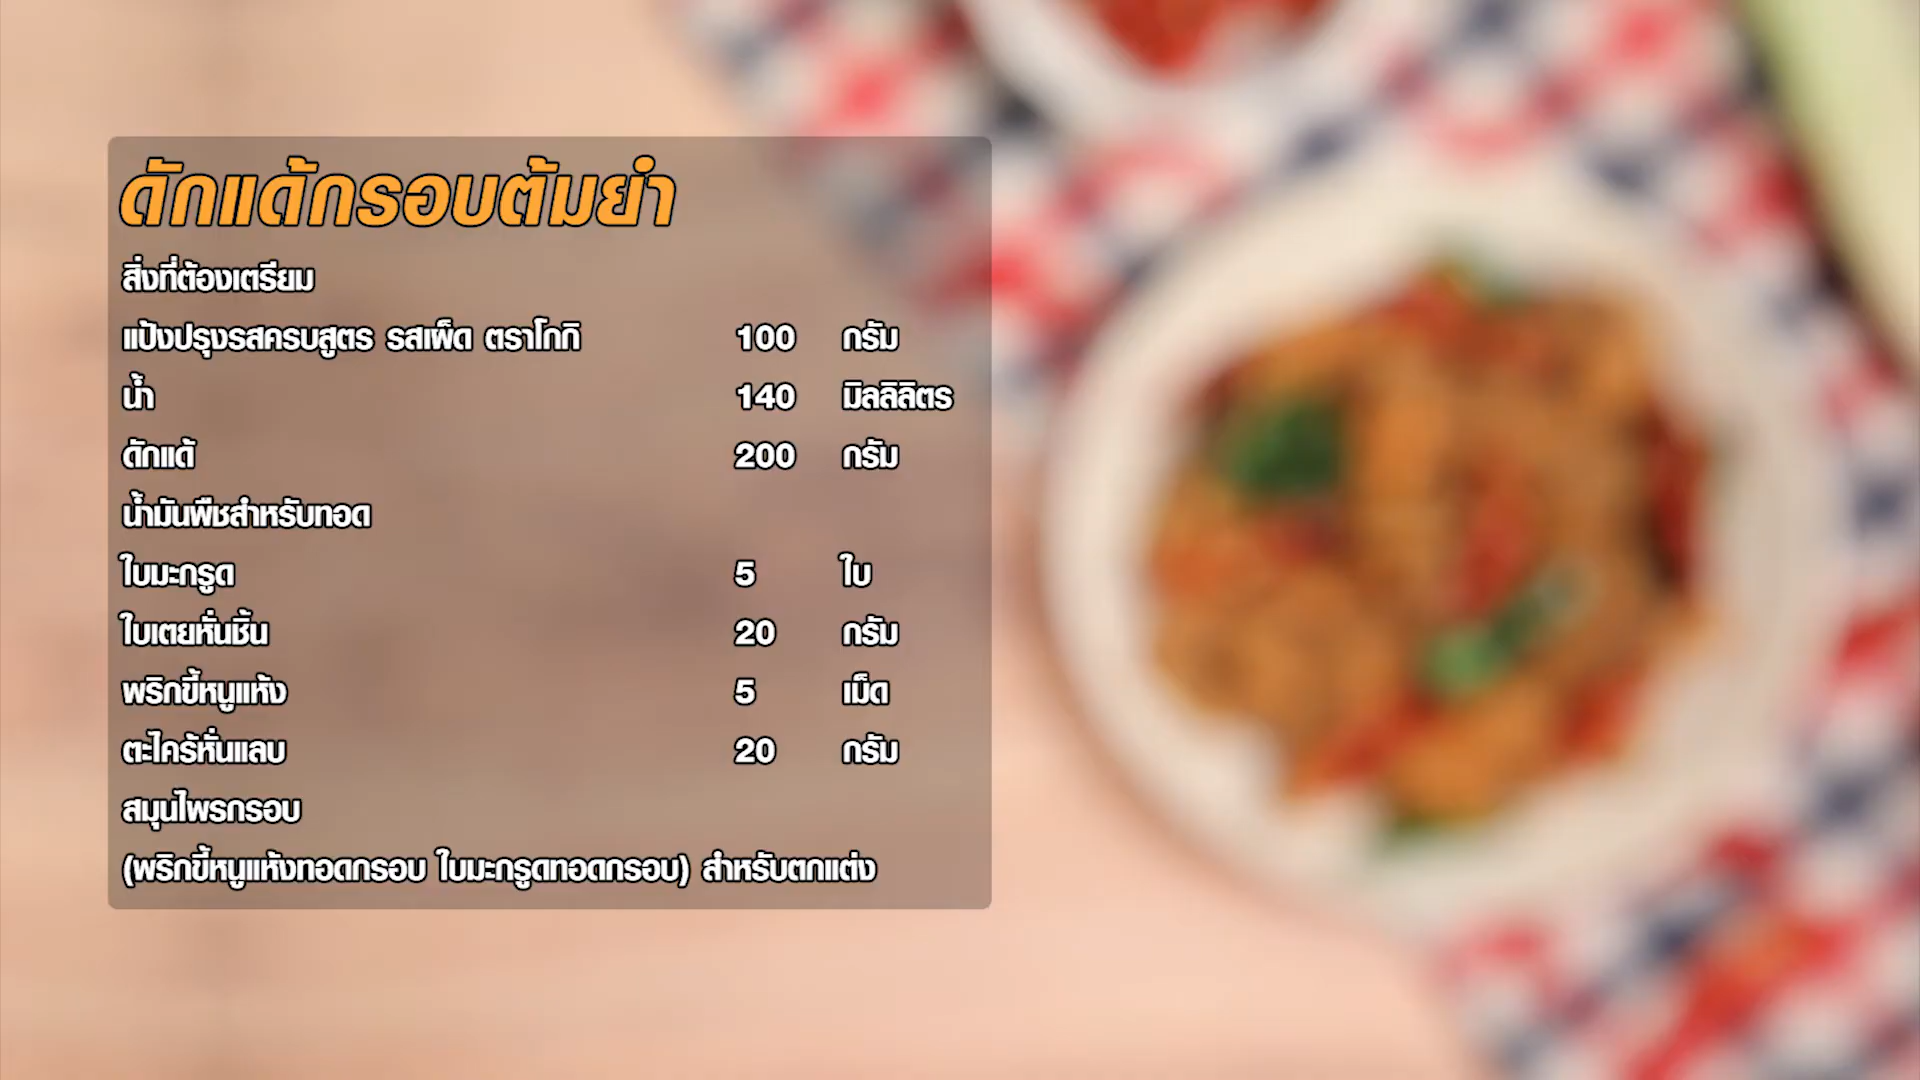 ดักแด้กรอบต้มยำ
สิ่งที่ต้องเตรียม
แป้งปรุงรสครบสูตร รสเผ็ด ตราโกกิ 100 กรัม
น้ำ 140 มิลลิลิตร
ดักแด้ 200 กรัม
น้ำมันพืชสำหรับทอด
ใบมะกรูด 5 ใบ
ใบเตยหั่นชิ้น 20 กรัม
พริกขี้หนูแห้ง 5 เม็ด
ตะไคร้หั่นแลบ 20 กรัม
สมุนไพรกรอบ
(พริกขี้หนูแห้งทอดกรอบ ใบมะกรูดทอดกรอบ) สำหรับตกแต่ง